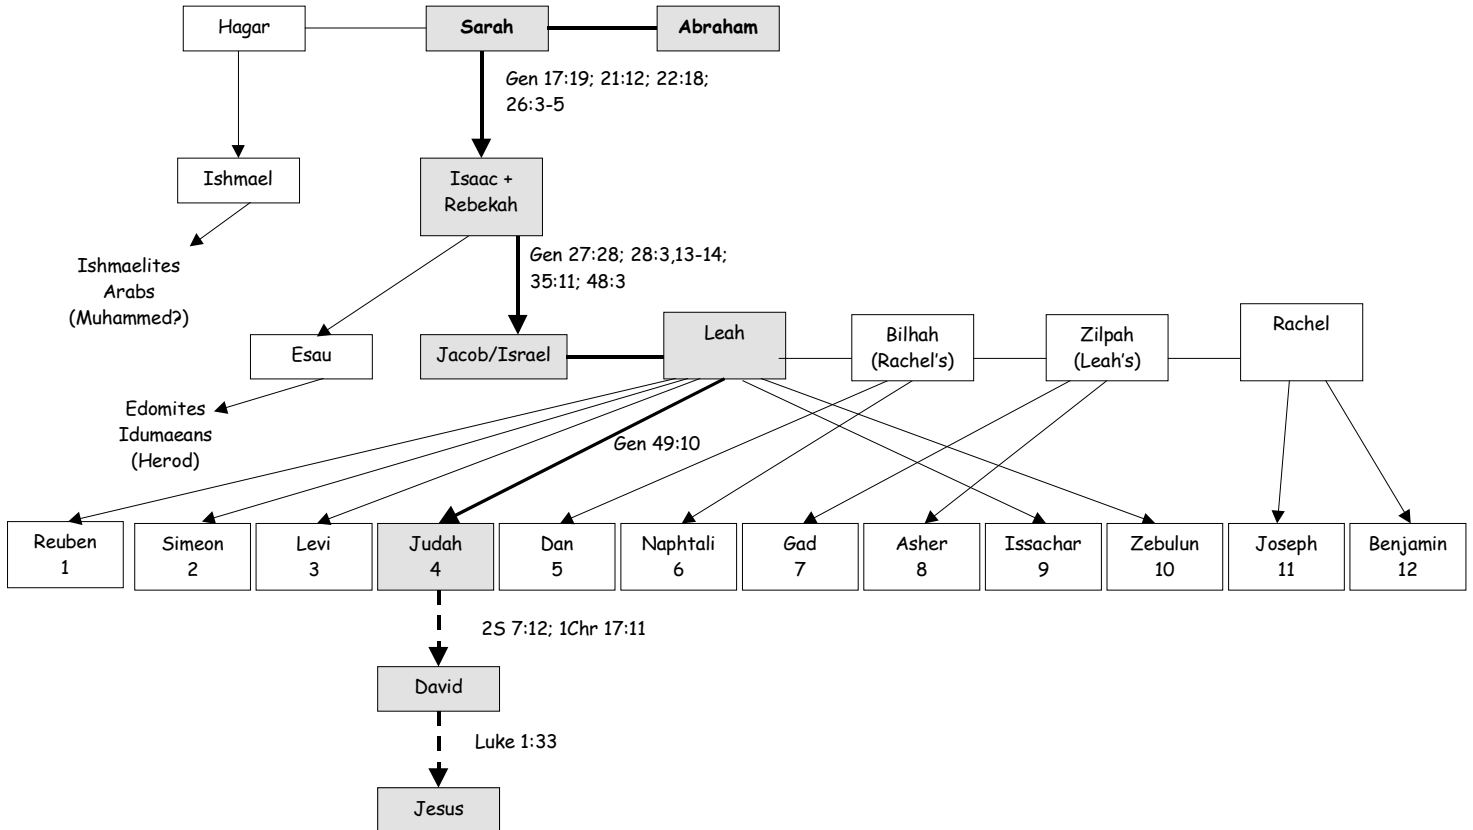 Hagar
Sarah
Abraham
Gen 17:19; 21:12; 22:18;
26:3-5
Ishmael
Isaac +
Rebekah
Ishmaelites
Arabs
(Muhammed?)
Gen 27:28; 28:3,13-14;
35:11; 48:3
Esau
Jacob/Israel
Leah
Bilhah
(Rachel's)
Zilpah
(Leah's)
Rachel
Edomites
Idumaeans
(Herod)
Gen 49:10
Reuben
1
Simeon
2
Levi
3
Judah
4
Dan
5
Naphtali
6
Gad
7
Asher
8
Issachar
9
Zebulun
10
Joseph
11
Benjamin
12
2S 7:12; 1Chr 17:11
David
Luke 1:33
Jesus